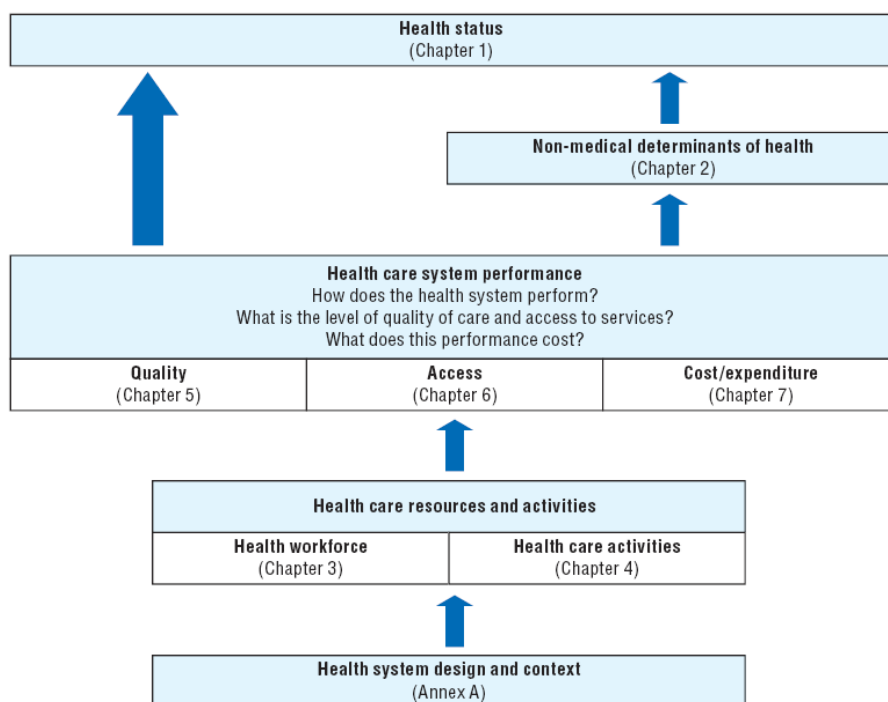 Health status
(Chapter 1)
Non-medical determinants of health
(Chapter 2)
Health care system performance
How does the health system perform?
What is the level of quality of care and access to services?
What does this performance cost?
Quality
(Chapter 5)
Access
(Chapter 6)
Cost/expenditure
(Chapter 7)
Health care resources and activities
Health workforce
(Chapter 3)
Health care activities
(Chapter 4)
Health system design and context
(Annex A)